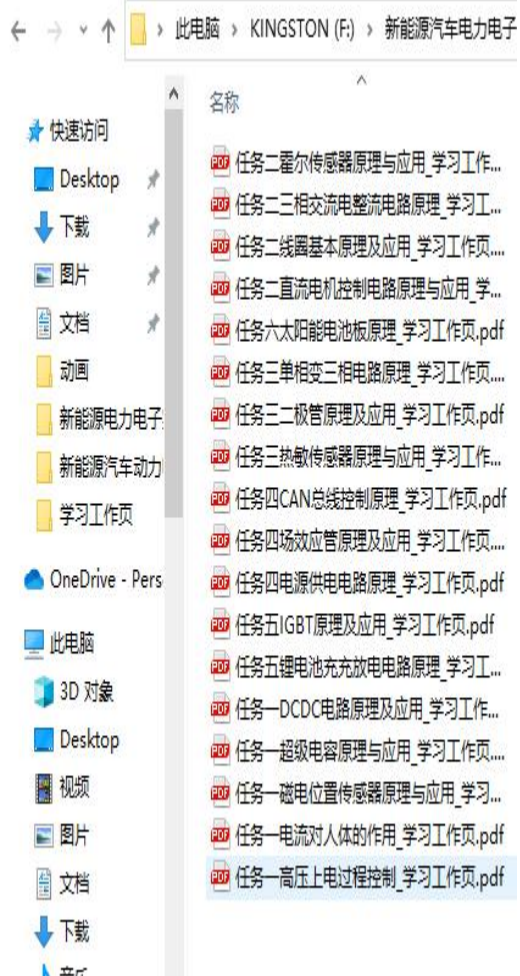 此电脑 › KINGSTON (F:) › 新能源汽车电力电子
名称
快速访问
Desktop
下载
图片
文档
动画
新能源电力电子
新能源汽车动力
学习工作页
OneDrive - Pers
此电脑
3D 对象
Desktop
视频
图片
文档
下载
音乐
任务二霍尔传感器原理与应用_学习工作...
任务二三相交流电整流电路原理_学习工...
任务二线圈基本原理及应用_学习工作页....
任务二直流电机控制电路原理与应用_学...
任务六太阳能电池板原理_学习工作页.pdf
任务三单相变三相电路原理_学习工作页....
任务三二极管原理及应用_学习工作页.pdf
任务三热敏传感器原理与应用_学习工作...
任务四CAN总线控制原理_学习工作页.pdf
任务四场效应管原理及应用_学习工作页....
任务四电源供电电路原理_学习工作页.pdf
任务五IGBT原理及应用_学习工作页.pdf
任务五锂电池充充放电电路原理_学习工...
任务一DCDC电路原理及应用_学习工作...
任务一超级电容原理与应用_学习工作页....
任务一磁电位置传感器原理与应用_学习...
任务一电流对人体的作用_学习工作页.pdf
任务一高压上电过程控制_学习工作页.pdf